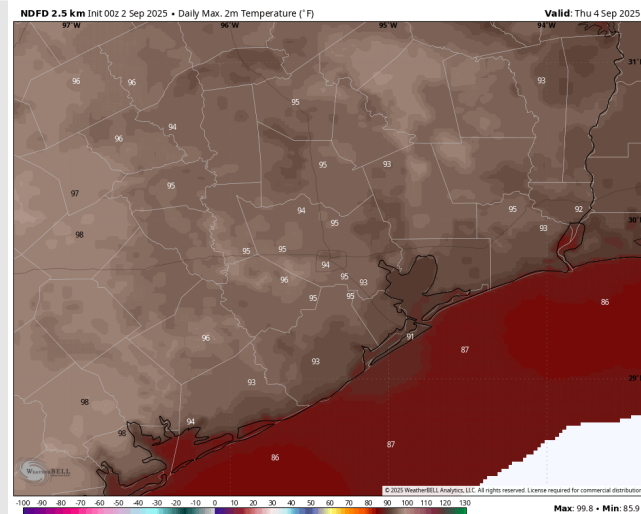 NDFD 2.5 km Init 00z 2 Sep 2025 • Daily Max. 2m Temperature (°F)
Valid: Thu 4 Sep 2025
97°W 96°W 95°W 94°W
31°
96 96 93
95
94
96
95 93
95
97
94 95 92
95 93
30°
98
95 95
94
96 95 93
95 95
86
96 91
87
93
29°
93
98
94
98
87
86
WeatherBELL
© 2025 WeatherBELL Analytics, LLC. All rights reserved. License required for commercial distribution
-100 -90 -80 -70 -60 -50 -40 -30 -20 -10 0 10 20 30 40 50 60 70 80 90 100 110 120 130
Max: 99.8 • Min: 85.3